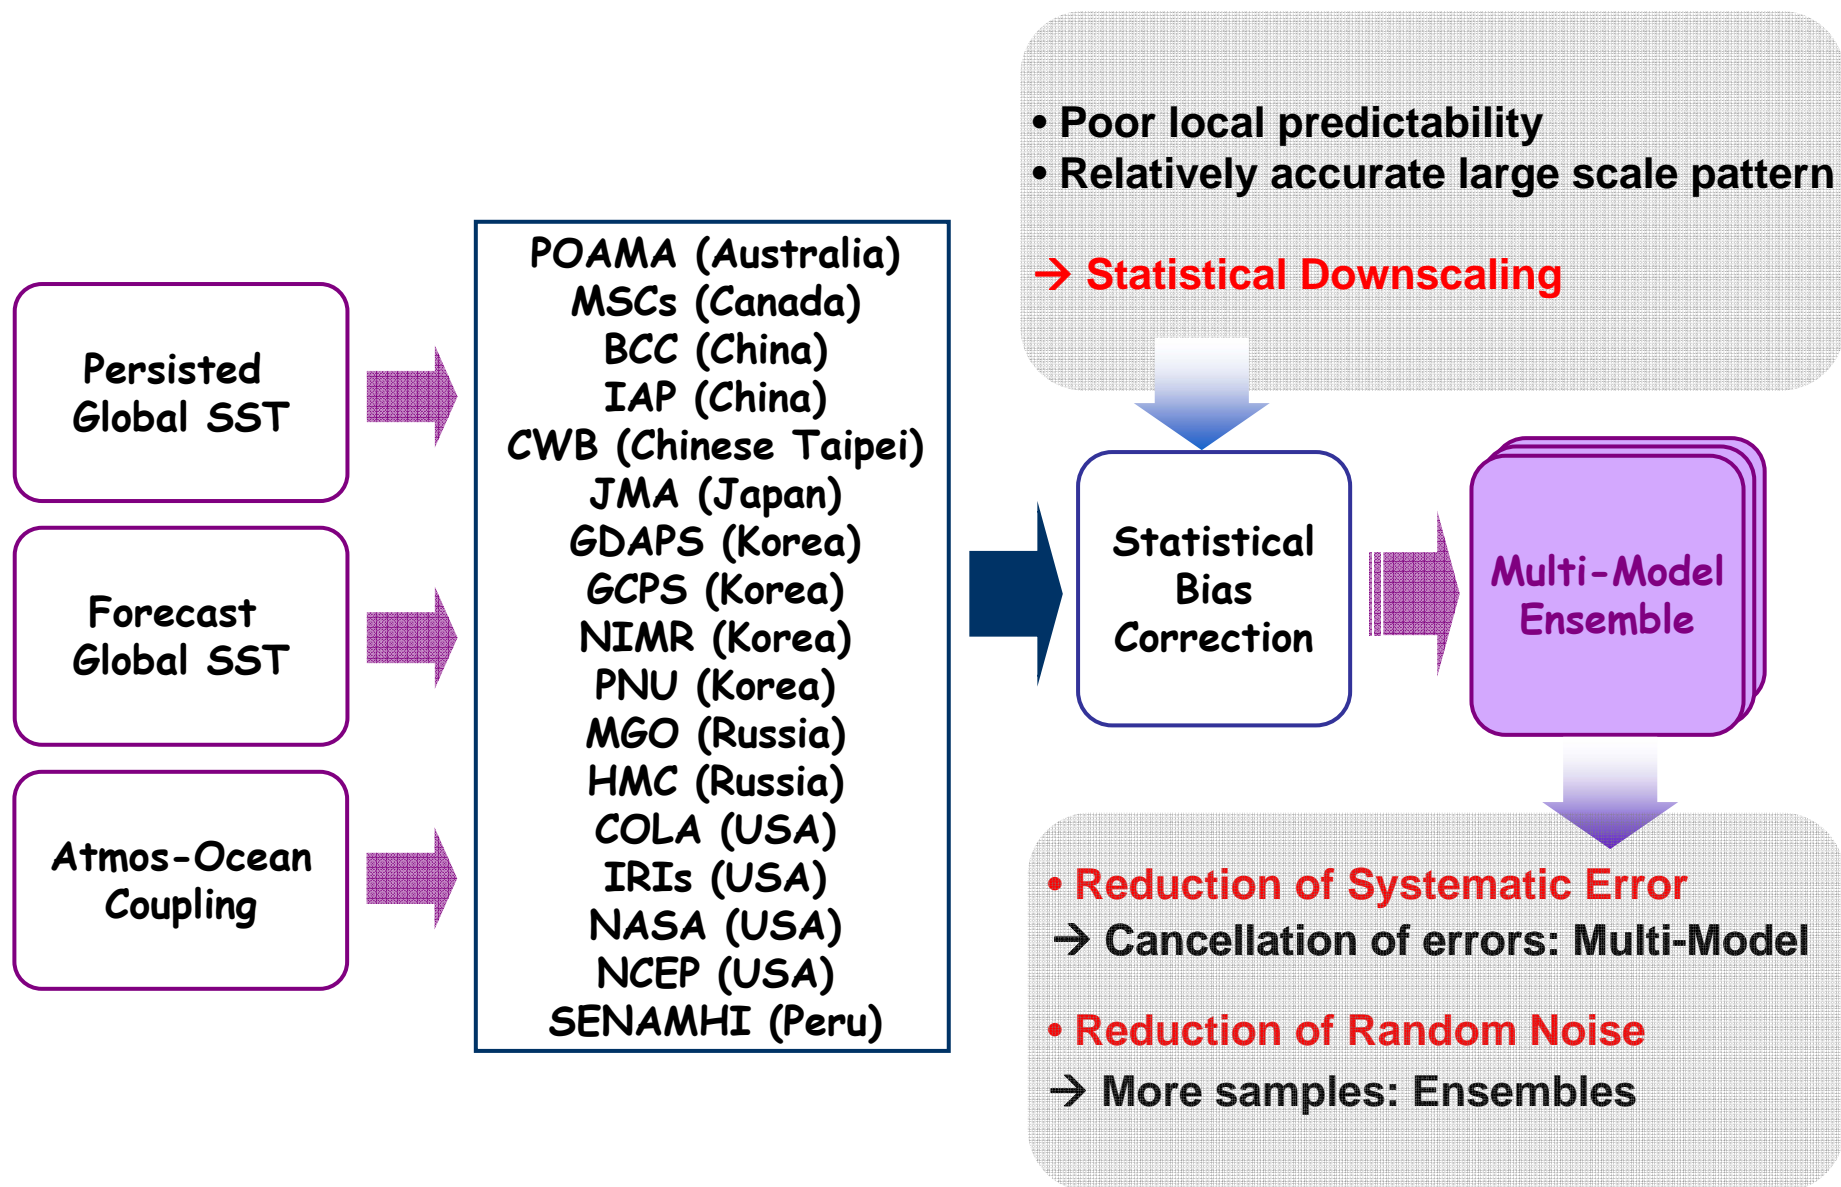 Persisted
Global SST
Forecast
Global SST
Atmos-Ocean
Coupling
POAMA (Australia)
MSCs (Canada)
BCC (China)
IAP (China)
CWB (Chinese Taipei)
JMA (Japan)
GDAPS (Korea)
GCPS (Korea)
NIMR (Korea)
PNU (Korea)
MGO (Russia)
HMC (Russia)
COLA (USA)
IRIs (USA)
NASA (USA)
NCEP (USA)
SENAMHI (Peru)
• Poor local predictability
• Relatively accurate large scale pattern
→ Statistical Downscaling
Statistical
Bias
Correction
Multi-Model
Ensemble
• Reduction of Systematic Error
→ Cancellation of errors: Multi-Model
• Reduction of Random Noise
→ More samples: Ensembles